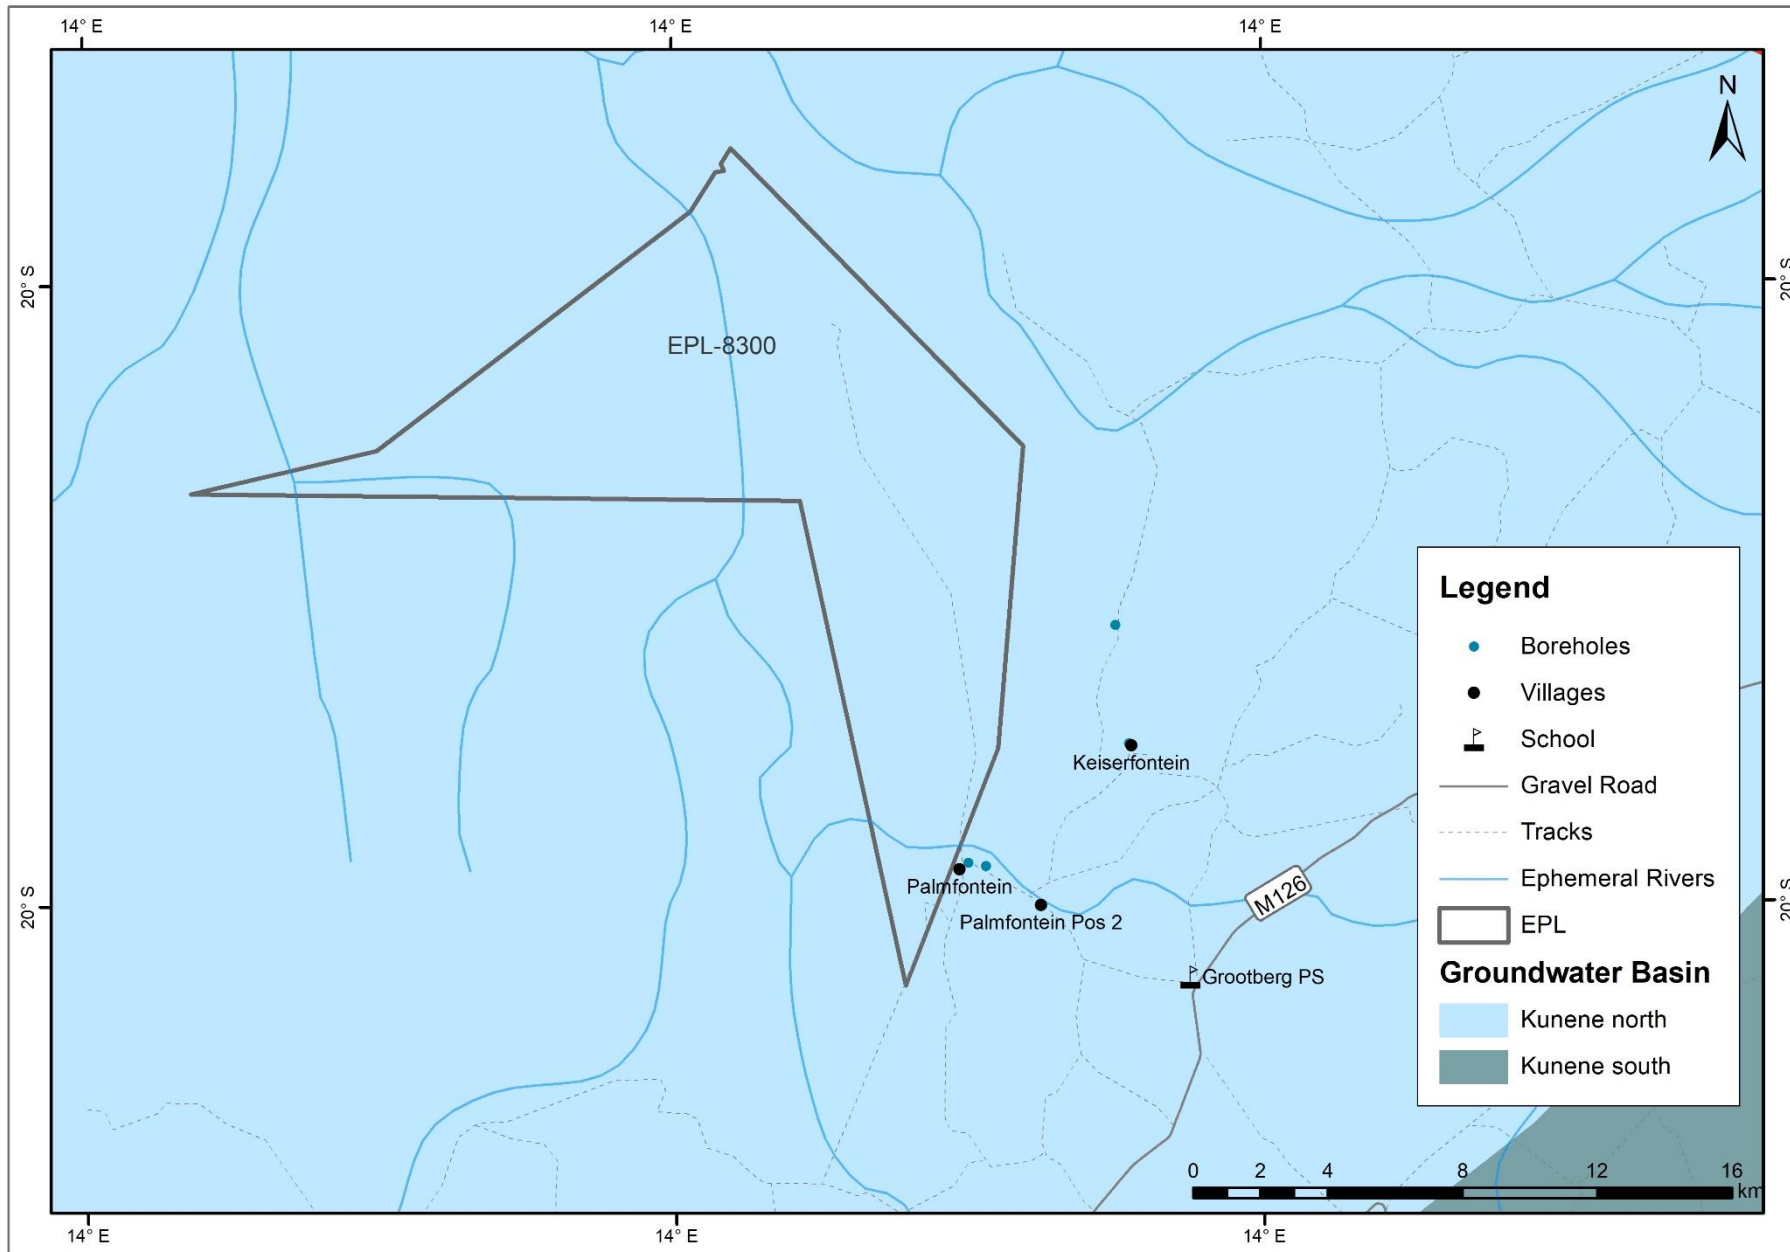 14° E
14° E
14° E
N
20° S
20° S
EPL-8300
Keiserfontein
Palmfontein
Palmfontein Pos 2
M126
Grootberg PS
20° S
20° S
Legend
Boreholes
Villages
School
Gravel Road
Tracks
Ephemeral Rivers
EPL
Groundwater Basin
Kunene north
Kunene south
0 2 4 8 12 16
km
14° E
14° E
14° E